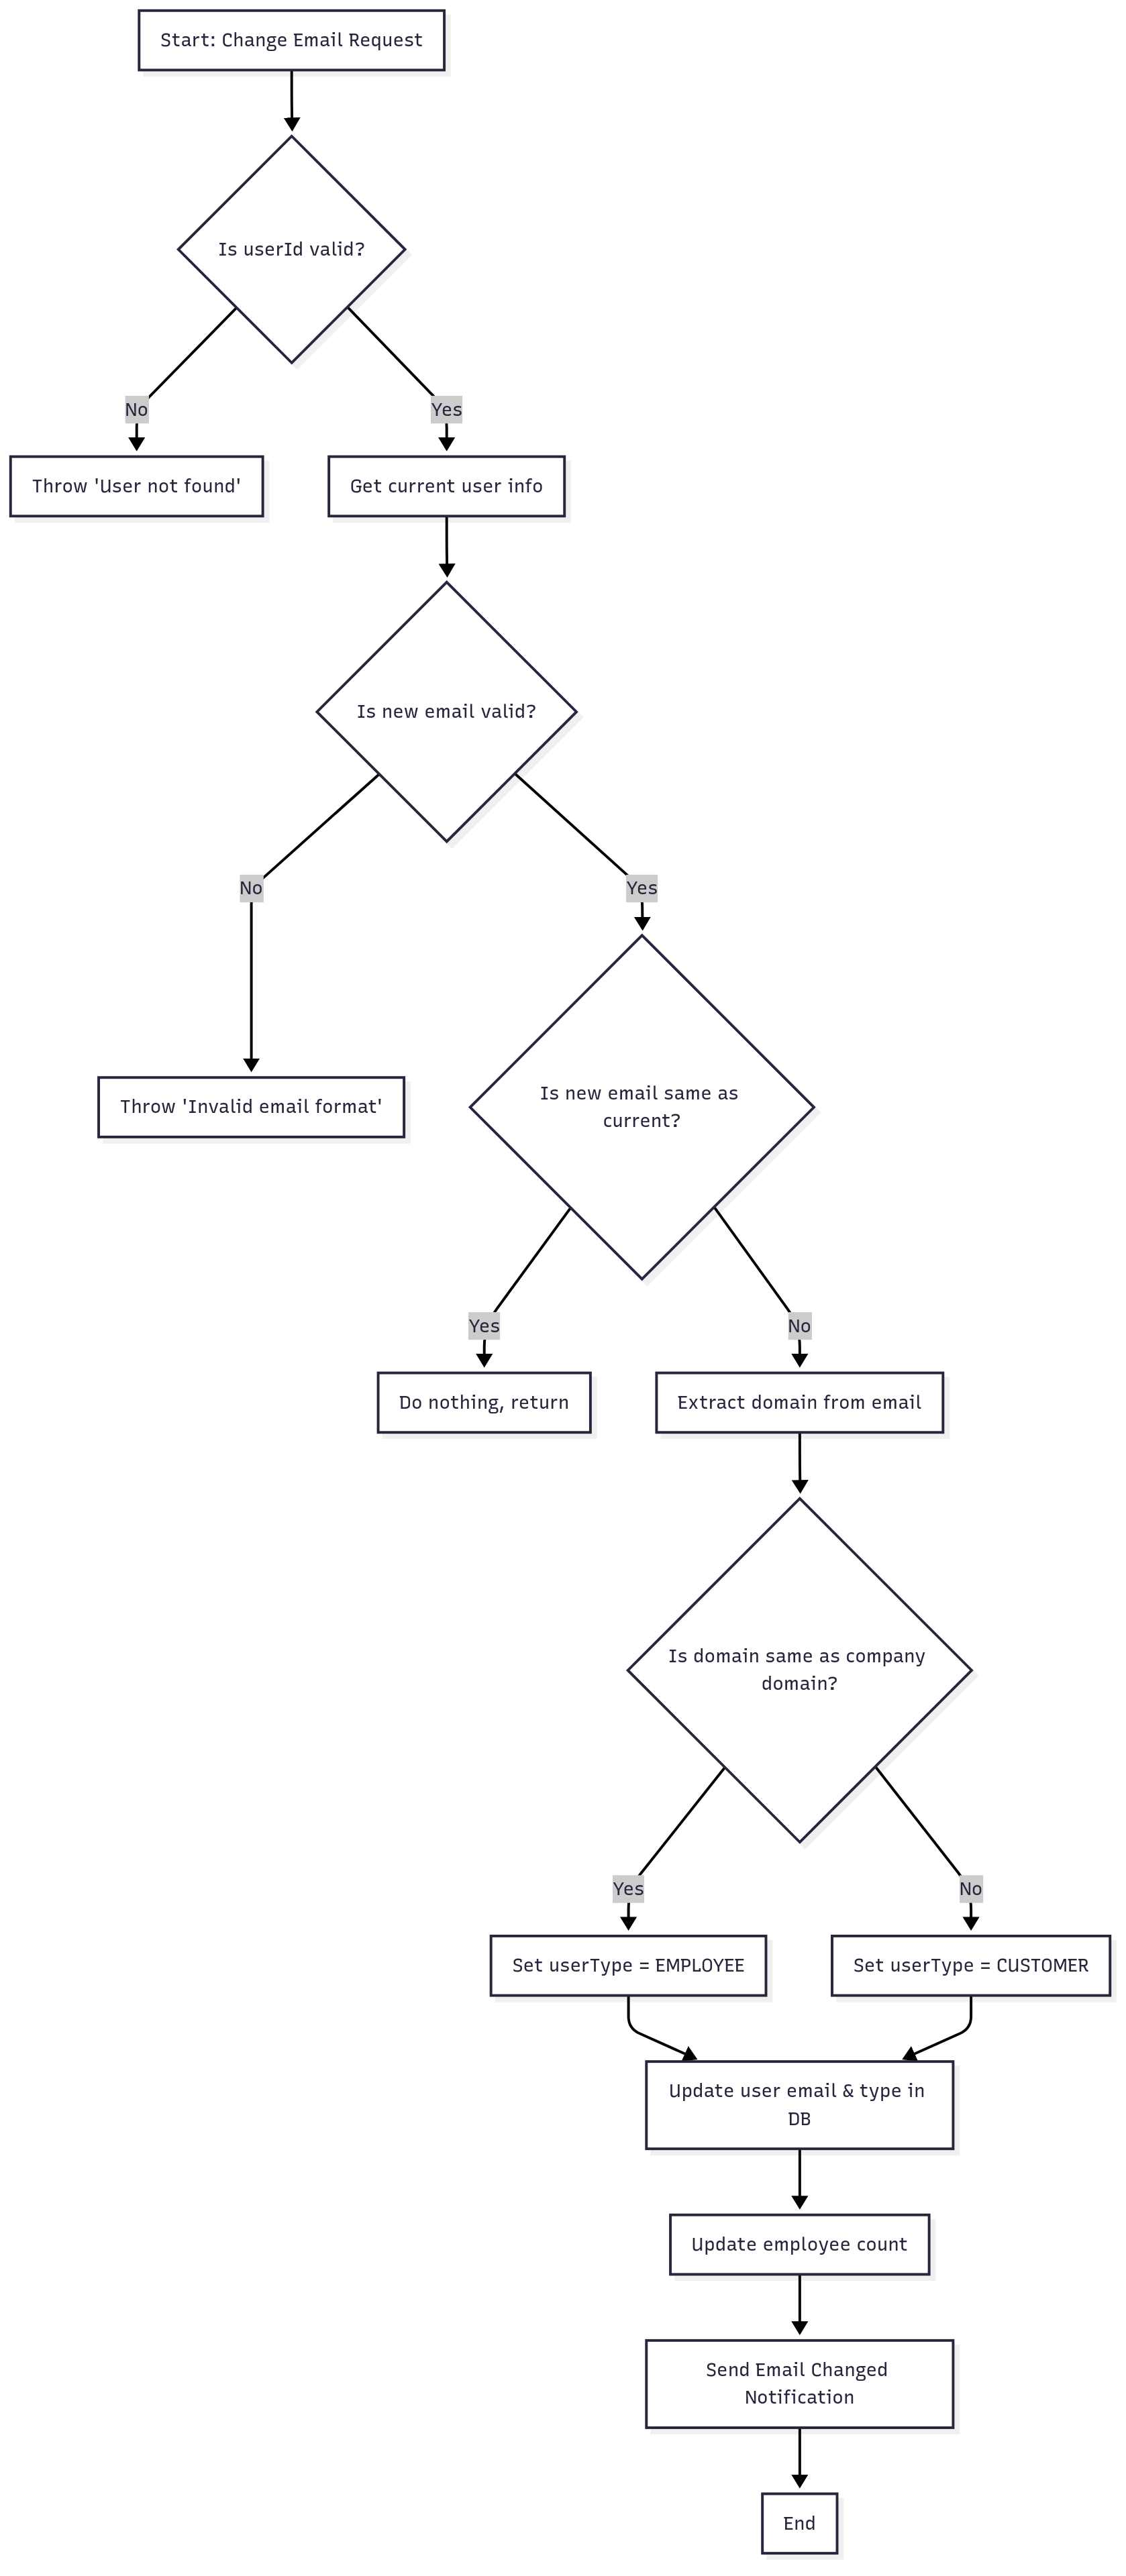 Start: Change Email Request
Is userId valid?
No
Yes
Throw 'User not found'
Get current user info
Is new email valid?
No
Yes
Is new email same as
current?
Throw 'Invalid email format'
Yes
No
Do nothing, return
Extract domain from email
Is domain same as company
domain?
Yes
No
Set userType = EMPLOYEE
Set userType = CUSTOMER
Update user email & type in
DB
Update employee count
Send Email Changed
Notification
End